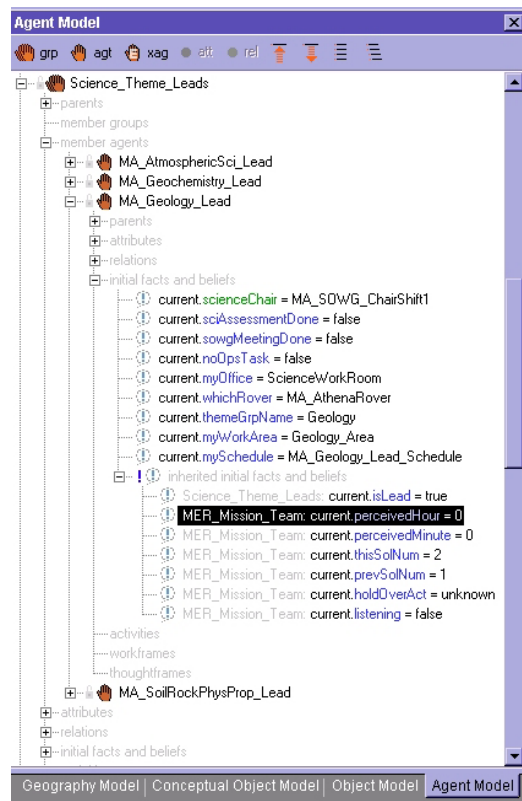 Agent Model
grp agt xag att rel
Science_Theme_Leads
parents
member groups
member agents
MA_AtmosphericSci_Lead
MA_Geochemistry_Lead
MA_Geology_Lead
parents
attributes
relations
initial facts and beliefs
current.scienceChair = MA_SOWG_ChairShift1
current.sciAssessmentDone = false
current.sowgMeetingDone = false
current.noOpsTask = false
current.myOffice = ScienceWorkRoom
current.whichRover = MA_AthenaRover
current.themeGrpName = Geology
current.myWorkArea = Geology_Area
current.mySchedule = MA_Geology_Lead_Schedule
! inherited initial facts and beliefs
Science_Theme_Leads: current.isLead = true
MER_Mission_Team: current.perceivedHour = 0
MER_Mission_Team: current.perceivedMinute = 0
MER_Mission_Team: current.thisSolNum = 2
MER_Mission_Team: current.prevSolNum = 1
MER_Mission_Team: current.holdOverAct = unknown
MER_Mission_Team: current.listening = false
activities
workframes
thoughtframes
MA_SoilRockPhysProp_Lead
attributes
relations
initial facts and beliefs
Geography Model Conceptual Object Model Object Model Agent Model